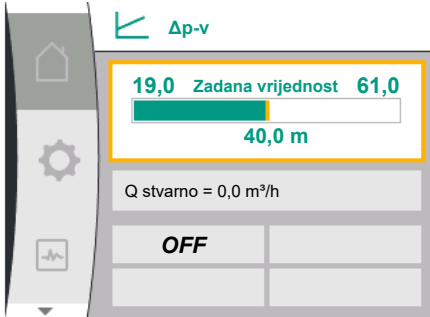 Δp-v
19,0 Zadana vrijednost 61,0
40,0 m
Q stvarno = 0,0 m³/h
OFF